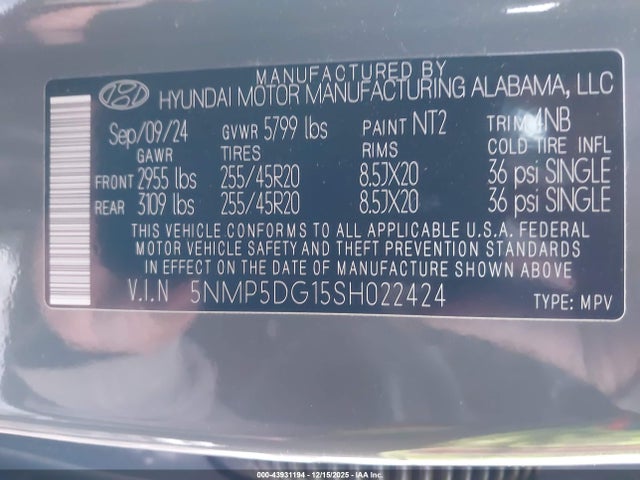 MANUFACTURED BY
HYUNDAI MOTOR MANUFACTURING ALABAMA, LLC
Sep/09/24 GVWR 5799 lbs PAINT NT2 TRIM 4NB
GAWR TIRES RIMS COLD TIRE INFL
FRONT 2955 lbs 255/45R20 8.5JX20 36 psi SINGLE
REAR 3109 lbs 255/45R20 8.5JX20 36 psi SINGLE
THIS VEHICLE CONFORMS TO ALL APPLICABLE U.S.A. FEDERAL
MOTOR VEHICLE SAFETY AND THEFT PREVENTION STANDARDS
IN EFFECT ON THE DATE OF MANUFACTURE SHOWN ABOVE
V.I.N 5NMP5DG15SH022424 TYPE: MPV
000-43931194 - 12/15/2025 - IAA Inc.